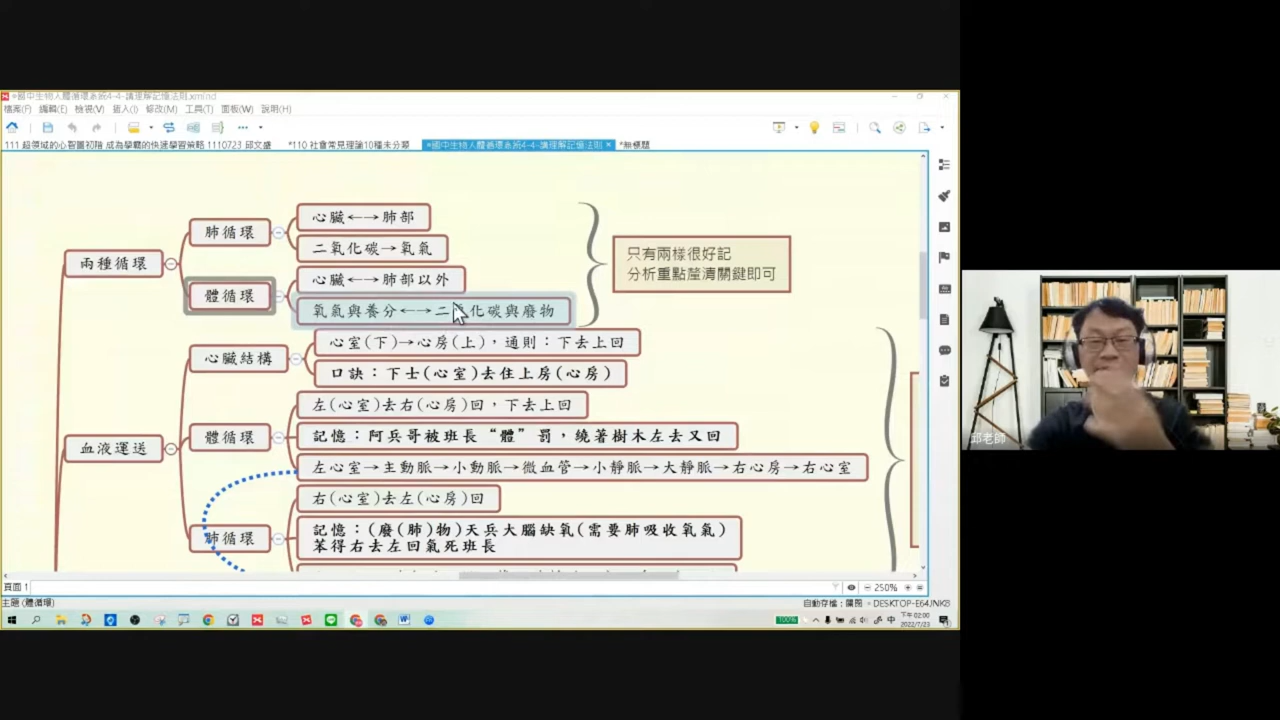 *國中生物人體循環系統4-4-請理解記憶法則.xmind
檔案(F) 編輯(E) 檢視(V) 插入(I) 修改(M) 工具(T) 面板(W) 說明(H)
111 超領域的心智圖初階 成為學霸的快速學習策略 1110723 邱文盛
*110 社會常見理論10種未分類
*國中生物人體循環系統4-4-請理解記憶法則
*無標題
兩種循環
肺循環
心臟←→肺部
二氧化碳→氧氣
體循環
心臟←→肺部以外
氧氣與養分←→二氧化碳與廢物
只有兩樣很好記
分析重點釐清關鍵即可
血液運送
心臟結構
心室(下)→心房(上)，通則：下去上回
口訣：下士(心室)去住上房(心房)
體循環
左(心室)去右(心房)回，下去上回
記憶：阿兵哥被班長“體”罰，繞著樹木左去又回
左心室→主動脈→小動脈→微血管→小靜脈→大靜脈→右心房→右心室
肺循環
右(心室)去左(心房)回
記憶：(廢(肺)物)天兵大腦缺氧(需要肺吸收氧氣)
笨得右去左回氣死班長
邱老師
頁面 1
250%
主題 (體循環)
自動存檔：關閉
DESKTOP-E64JNK8
100%
中
下午 02:00
2022/7/23